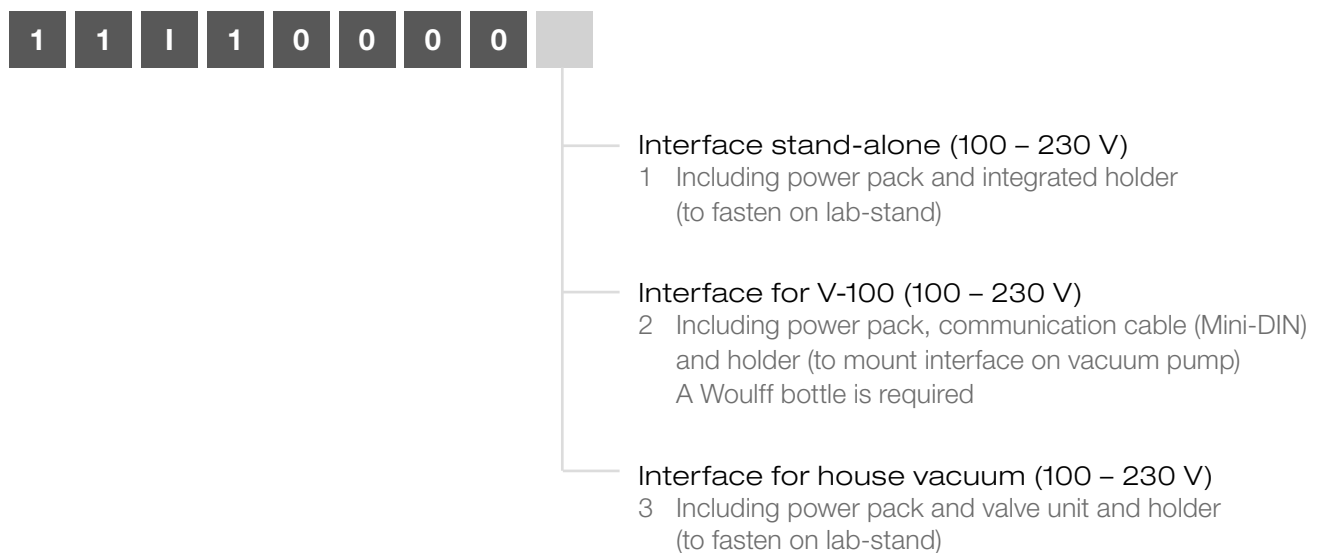 1 1 I 1 0 0 0 0
Interface stand-alone (100 – 230 V)
1 Including power pack and integrated holder
(to fasten on lab-stand)
Interface for V-100 (100 – 230 V)
2 Including power pack, communication cable (Mini-DIN)
and holder (to mount interface on vacuum pump)
A Woulff bottle is required
Interface for house vacuum (100 – 230 V)
3 Including power pack and valve unit and holder
(to fasten on lab-stand)